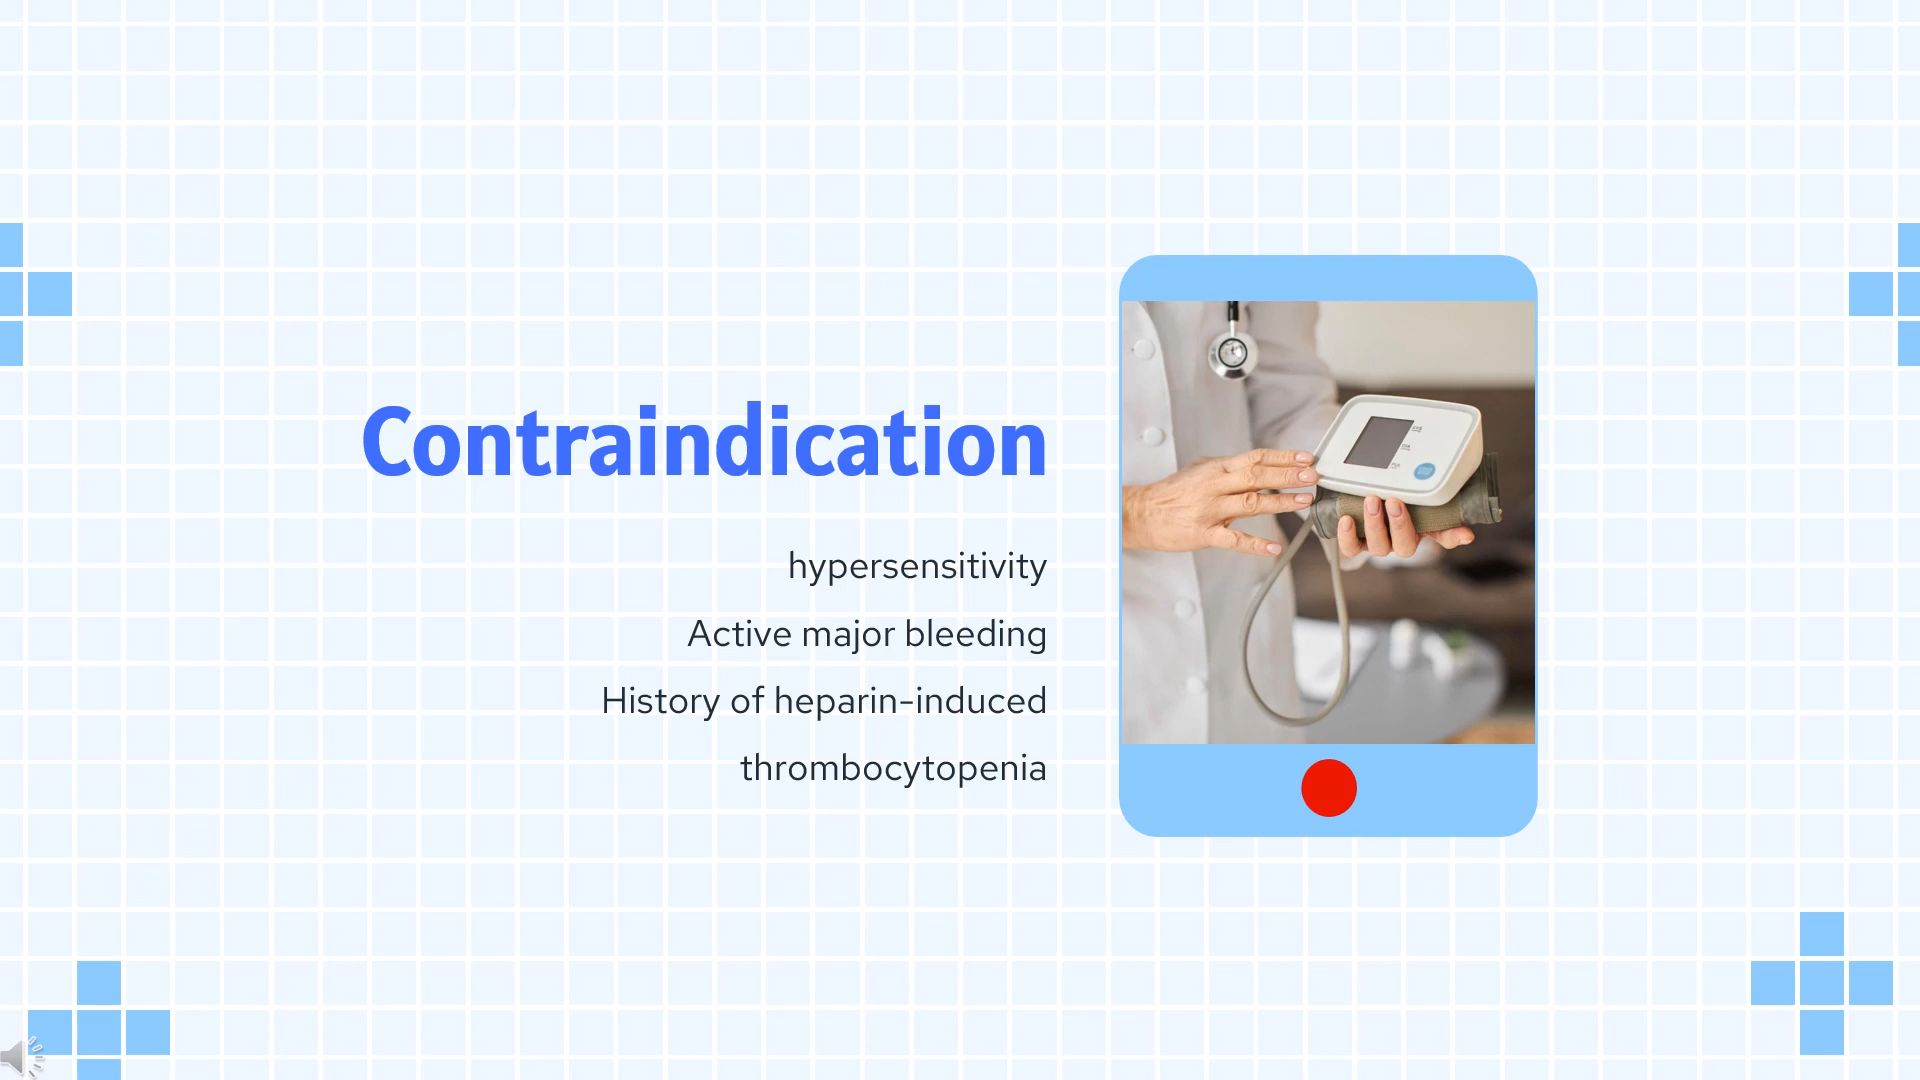 Contraindication
hypersensitivity
Active major bleeding
History of heparin-induced
thrombocytopenia